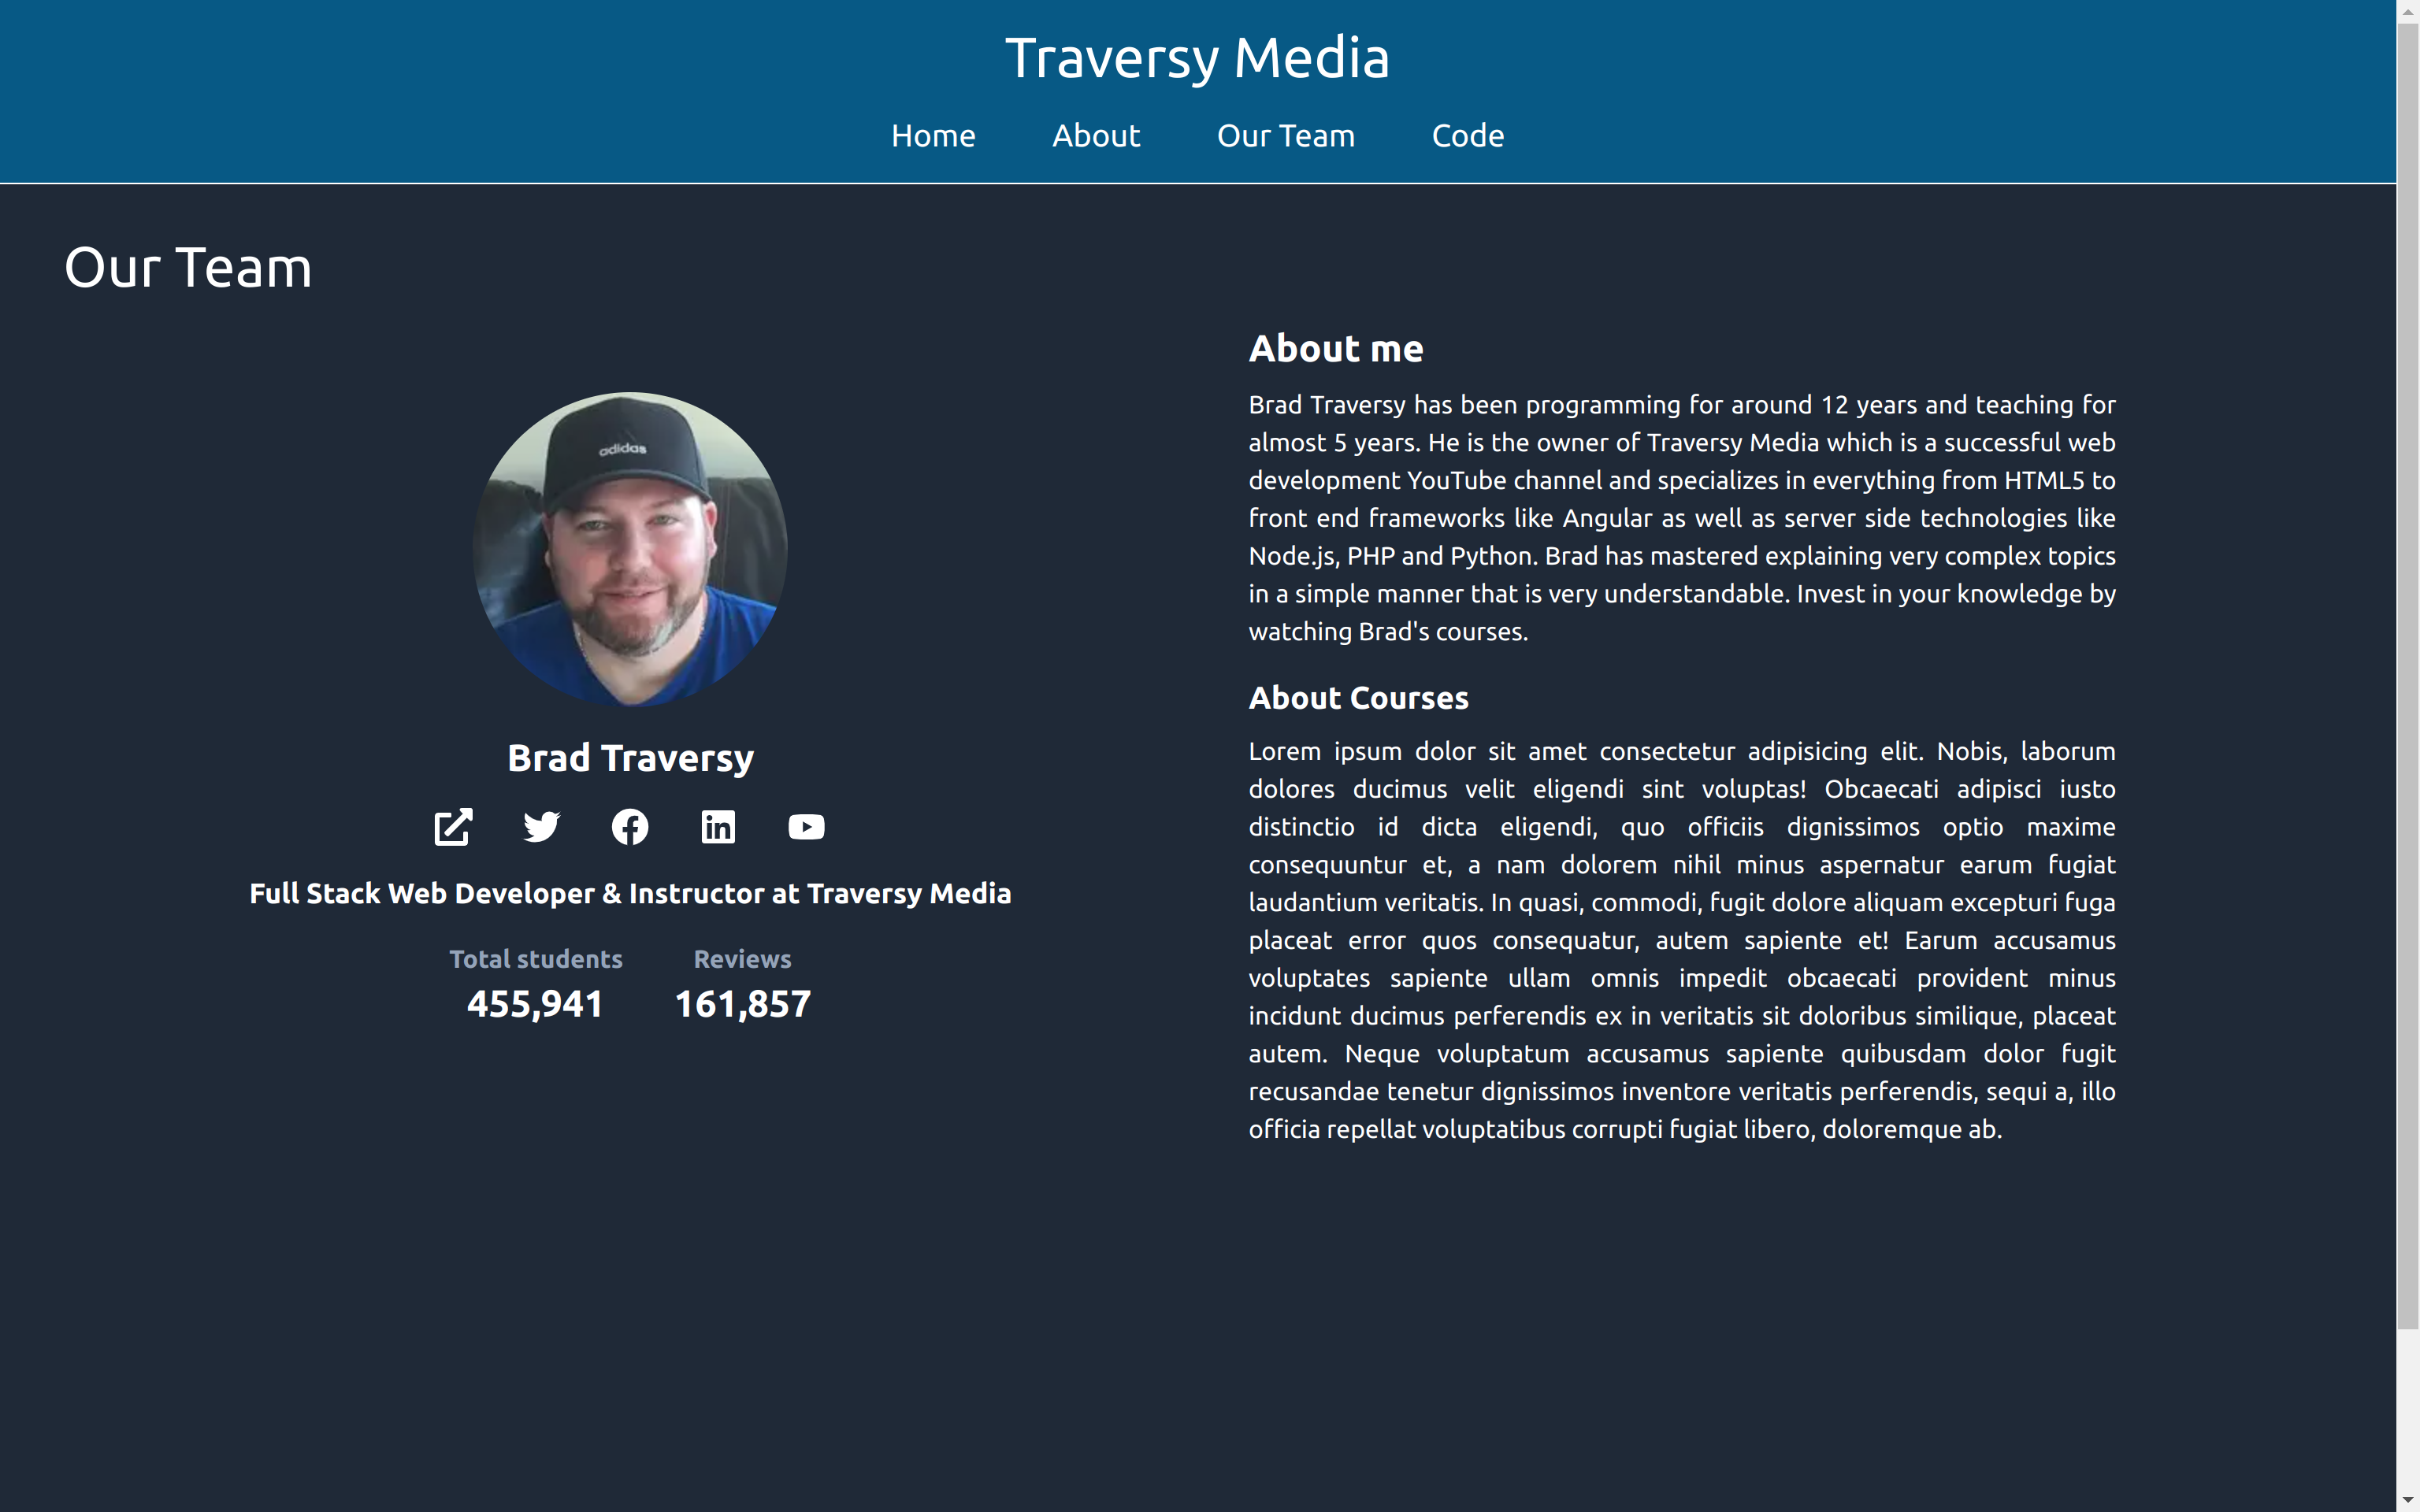 Traversy Media
Home About Our Team Code
Our Team
adidas
Brad Traversy
Full Stack Web Developer & Instructor at Traversy Media
Total students Reviews
455,941 161,857
About me
Brad Traversy has been programming for around 12 years and teaching for
almost 5 years. He is the owner of Traversy Media which is a successful web
development YouTube channel and specializes in everything from HTML5 to
front end frameworks like Angular as well as server side technologies like
Node.js, PHP and Python. Brad has mastered explaining very complex topics
in a simple manner that is very understandable. Invest in your knowledge by
watching Brad's courses.
About Courses
Lorem ipsum dolor sit amet consectetur adipisicing elit. Nobis, laborum
dolores ducimus velit eligendi sint voluptas! Obcaecati adipisci iusto
distinctio id dicta eligendi, quo officiis dignissimos optio maxime
consequuntur et, a nam dolorem nihil minus aspernatur earum fugiat
laudantium veritatis. In quasi, commodi, fugit dolore aliquam excepturi fuga
placeat error quos consequatur, autem sapiente et! Earum accusamus
voluptates sapiente ullam omnis impedit obcaecati provident minus
incidunt ducimus perferendis ex in veritatis sit doloribus similique, placeat
autem. Neque voluptatum accusamus sapiente quibusdam dolor fugit
recusandae tenetur dignissimos inventore veritatis perferendis, sequi a, illo
officia repellat voluptatibus corrupti fugiat libero, doloremque ab.